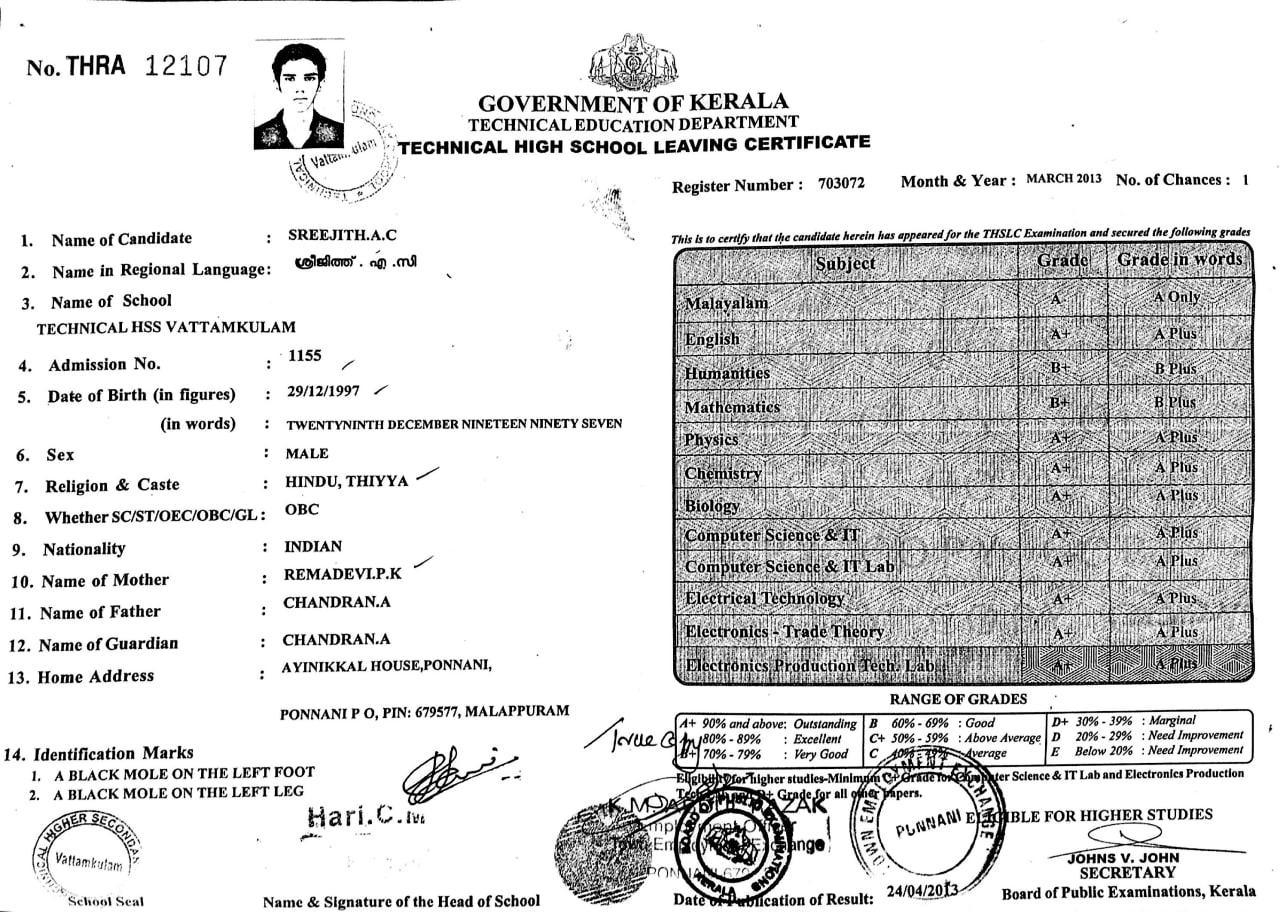 No. THRA 12107
GOVERNMENT OF KERALA
TECHNICAL EDUCATION DEPARTMENT
TECHNICAL HIGH SCHOOL LEAVING CERTIFICATE
Vattamkulam
Register Number : 703072 Month & Year : MARCH 2013 No. of Chances : 1
1. Name of Candidate : SREEJITH.A.C
2. Name in Regional Language: ശ്രീജിത്ത് . എ .സി
3. Name of School
TECHNICAL HSS VATTAMKULAM
4. Admission No. : 1155
5. Date of Birth (in figures) : 29/12/1997
(in words) : TWENTYNINTH DECEMBER NINETEEN NINETY SEVEN
6. Sex : MALE
7. Religion & Caste : HINDU, THIYYA
8. Whether SC/ST/OEC/OBC/GL : OBC
9. Nationality : INDIAN
10. Name of Mother : REMADEVI.P.K
11. Name of Father : CHANDRAN.A
12. Name of Guardian : CHANDRAN.A
13. Home Address : AYINIKKAL HOUSE,PONNANI,
PONNANI P O, PIN: 679577, MALAPPURAM
14. Identification Marks
1. A BLACK MOLE ON THE LEFT FOOT
2. A BLACK MOLE ON THE LEFT LEG
Hari.C.M
Vattamkulam
School Seal
Name & Signature of the Head of School
This is to certify that the candidate herein has appeared for the THSLC Examination and secured the following grades
Subject Grade Grade in words
Malayalam A A Only
English A+ A Plus
Humanities B+ B Plus
Mathematics B+ B Plus
Physics A+ A Plus
Chemistry A+ A Plus
Biology A+ A Plus
Computer Science & IT A+ A Plus
Computer Science & IT Lab A+ A Plus
Electrical Technology A+ A Plus
Electronics - Trade Theory A+ A Plus
Electronics Production Tech. Lab A+ A Plus
RANGE OF GRADES
A+ 90% and above: Outstanding B 60% - 69% : Good D+ 30% - 39% : Marginal
80% - 89% : Excellent C+ 50% - 59% : Above Average D 20% - 29% : Need Improvement
B+ 70% - 79% : Very Good C 40% - 49% : Average E Below 20% : Need Improvement
True Copy
Eligibility for higher studies-Minimum C+ Grade for Computer Science & IT Lab and Electronics Production
Tech. Lab and D+ Grade for all other papers.
Employment Officer
Town Employment Exchange
TOWN EMPLOYMENT EXCHANGE
PONNANI
BOARD OF PUBLIC EXAMINATIONS
KERALA
ELIGIBLE FOR HIGHER STUDIES
JOHNS V. JOHN
SECRETARY
Date of Publication of Result: 24/04/2013
Board of Public Examinations, Kerala